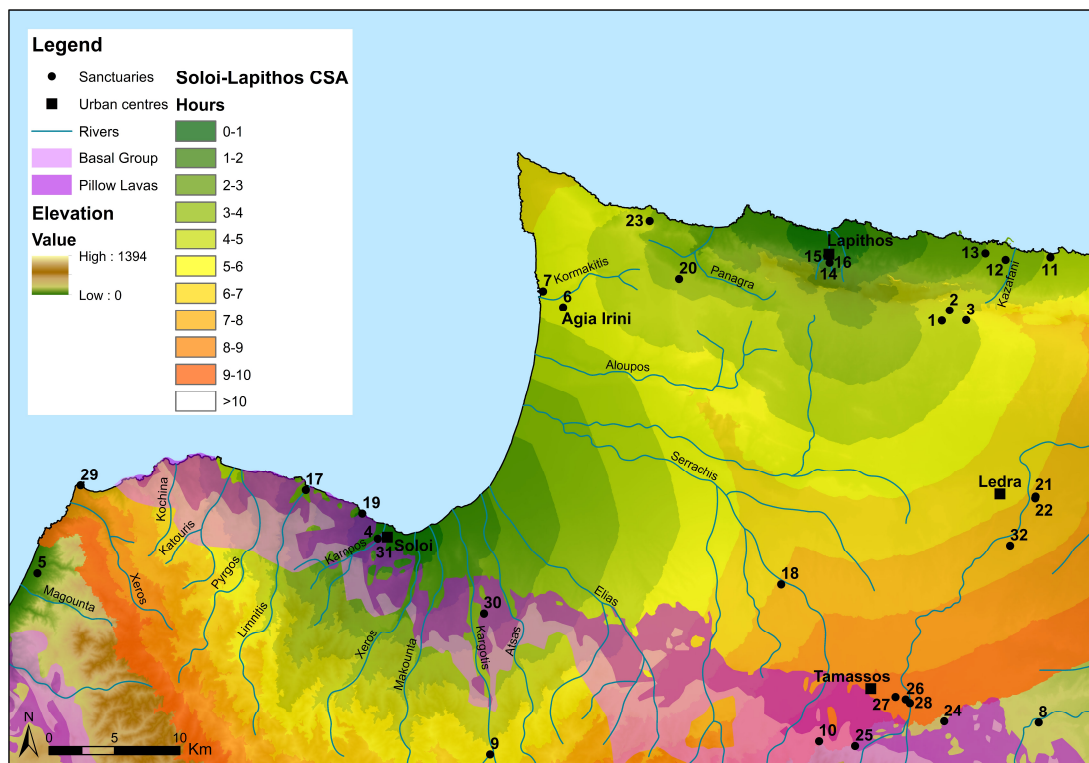 Legend
Sanctuaries
Urban centres
Rivers
Basal Group
Pillow Lavas
Elevation
Value
High : 1394
Low : 0
Soloi-Lapithos CSA
Hours
0-1
1-2
2-3
3-4
4-5
5-6
6-7
7-8
8-9
9-10
>10
23
Lapithos
15
16
14
13
12
11
Kazafani
20
Panagra
Kormakitis
7
6
Agia Irini
2
1
3
Aloupos
Serrachis
Ledra
21
22
32
18
29
17
19
4
31
Soloi
Karneos
Kochina
Katouris
Pyrgos
Limnitis
Xeros
5
Magounta
30
Xeros
Makounta
Kargotis
Atsas
Elias
Tamassos
27
26
28
24
8
10
25
9
N
0
5
10
Km